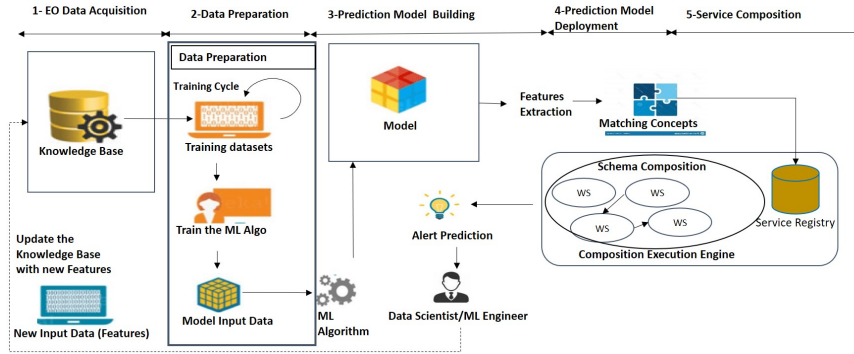 1- EO Data Acquisition
2-Data Preparation
3-Prediction Model Building
4-Prediction Model
Deployment
5-Service Composition
Data Preparation
Training Cycle
Training datasets
Knowledge Base
Train the ML Algo
Model Input Data
Update the
Knowledge Base
with new Features
New Input Data (Features)
Model
ML
Algorithm
Features
Extraction
Matching Concepts
Schema Composition
WS
WS
WS
WS
Composition Execution Engine
Service Registry
Alert Prediction
Data Scientist/ML Engineer